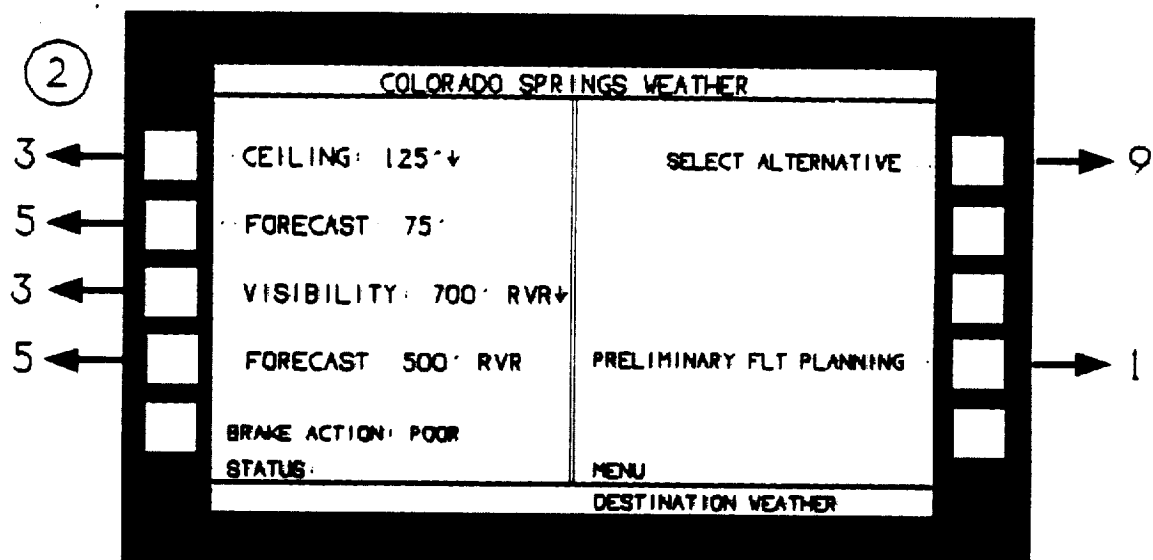 2
COLORADO SPRINGS WEATHER
3 CEILING: 125'↓ SELECT ALTERNATIVE 9
5 FORECAST 75'
3 VISIBILITY: 700' RVR↓
5 FORECAST 500' RVR PRELIMINARY FLT PLANNING 1
BRAKE ACTION: POOR
STATUS: MENU
DESTINATION WEATHER